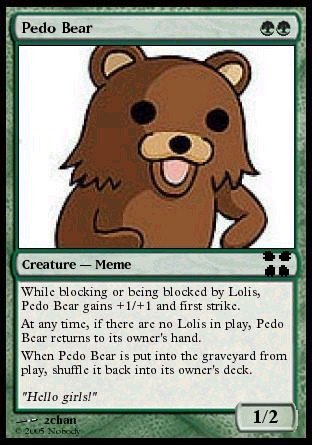 Pedo Bear
Creature — Meme
While blocking or being blocked by Lolis,
Pedo Bear gains +1/+1 and first strike.
At any time, if there are no Lolis in play, Pedo
Bear returns to its owner's hand.
When Pedo Bear is put into the graveyard from
play, shuffle it back into its owner's deck.
"Hello girls!"
2chan
© 2005 Nobody
1/2